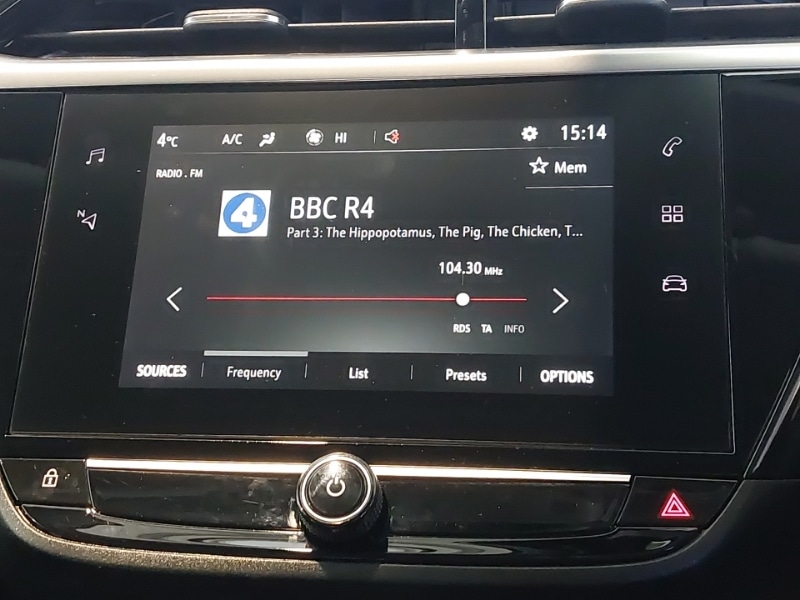 4°C A/C HI 15:14
RADIO . FM
Mem
4 BBC R4
Part 3: The Hippopotamus, The Pig, The Chicken, T...
104.30 MHz
RDS TA INFO
SOURCES Frequency List Presets OPTIONS
N